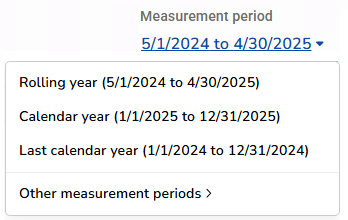 Measurement period
5/1/2024 to 4/30/2025
Rolling year (5/1/2024 to 4/30/2025)
Calendar year (1/1/2025 to 12/31/2025)
Last calendar year (1/1/2024 to 12/31/2024)
Other measurement periods